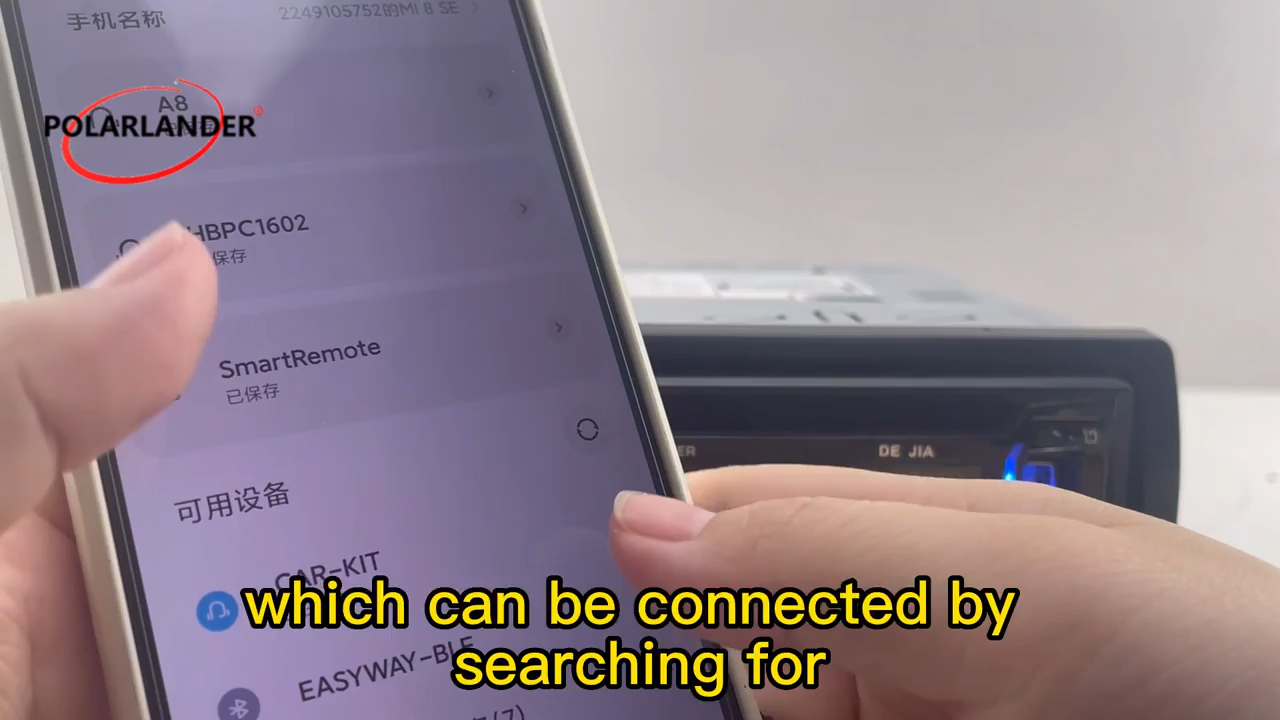 手机名称
2249105752的MI 8 SE
A8
POLARLANDER
HBPC1602
保存
SmartRemote
已保存
可用设备
DE JIA
CAR-KIT
which can be connected by
searching for
EASYWAY-BLE